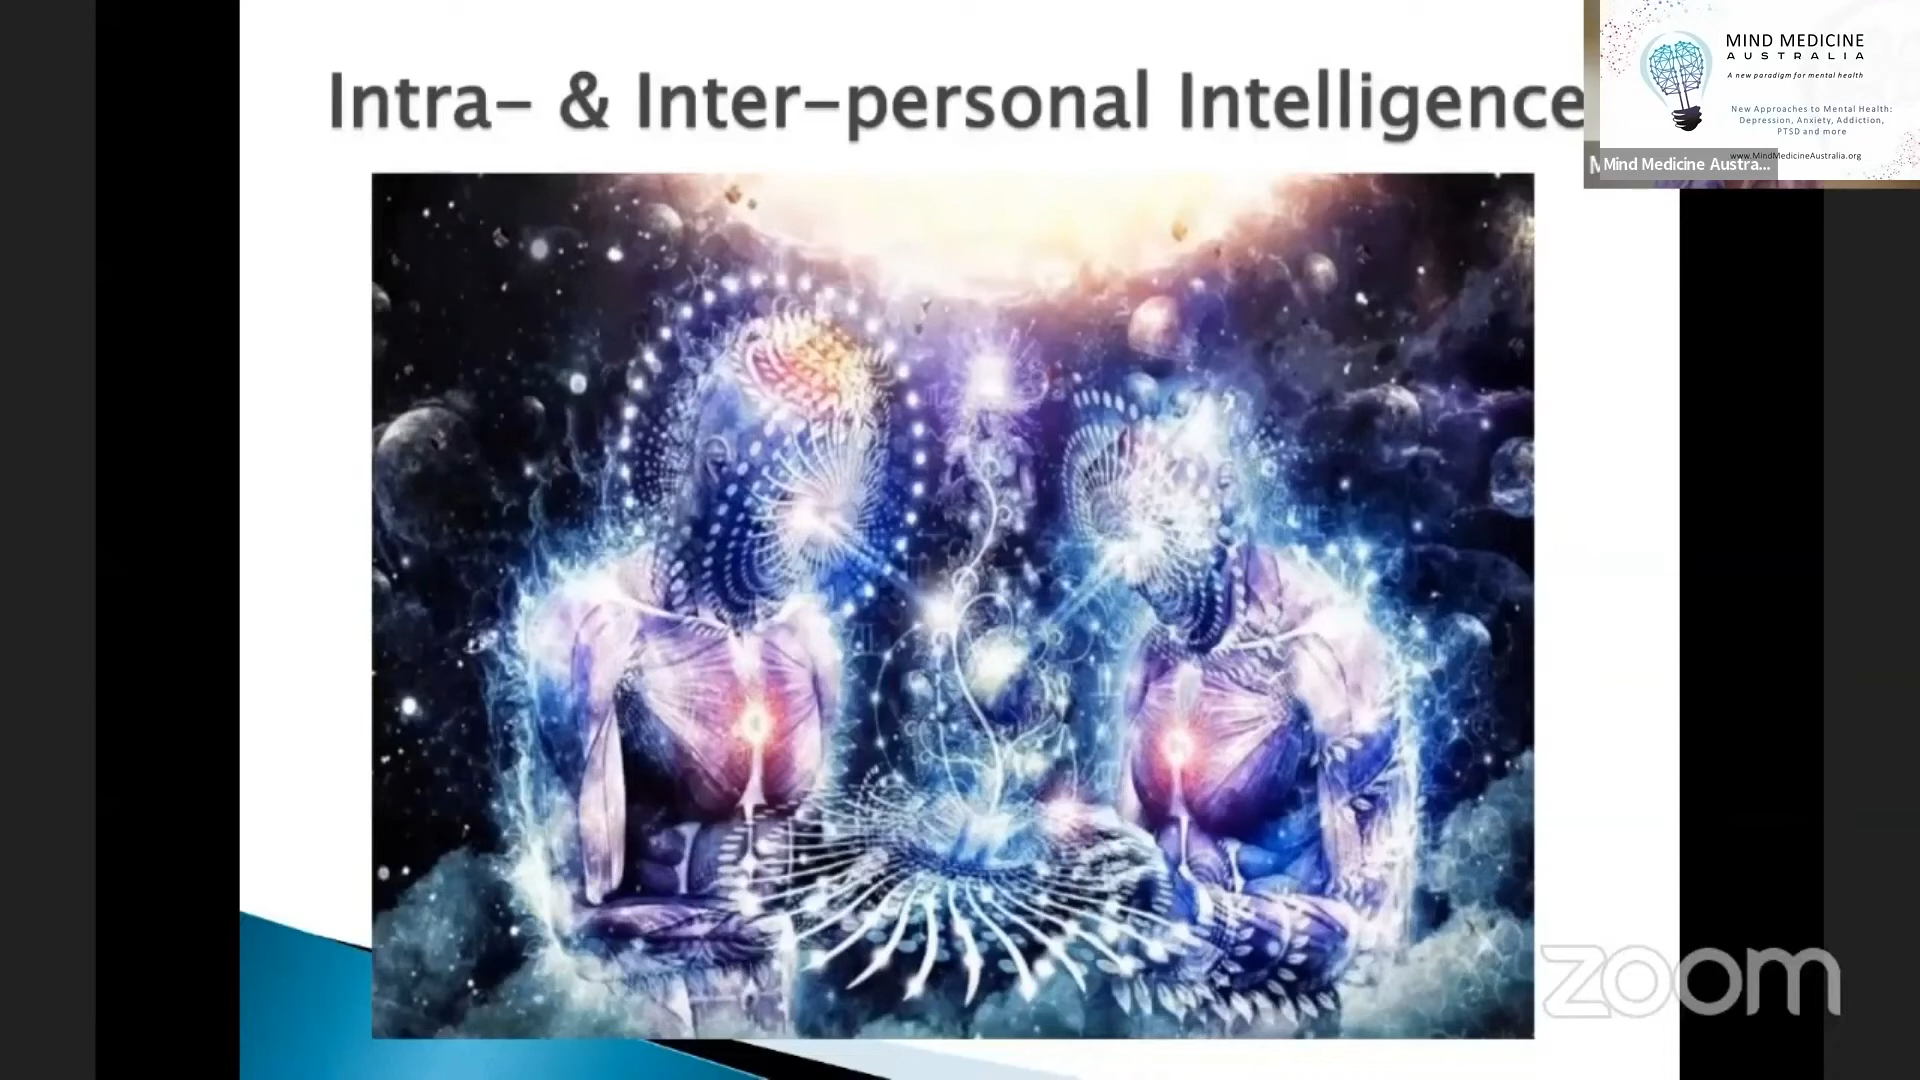 Intra- & Inter-personal Intelligence
MIND MEDICINE
AUSTRALIA
A new paradigm for mental health
New Approaches to Mental Health:
Depression, Anxiety, Addiction,
PTSD and more
www.MindMedicineAustralia.org
Mind Medicine Austra...
zoom